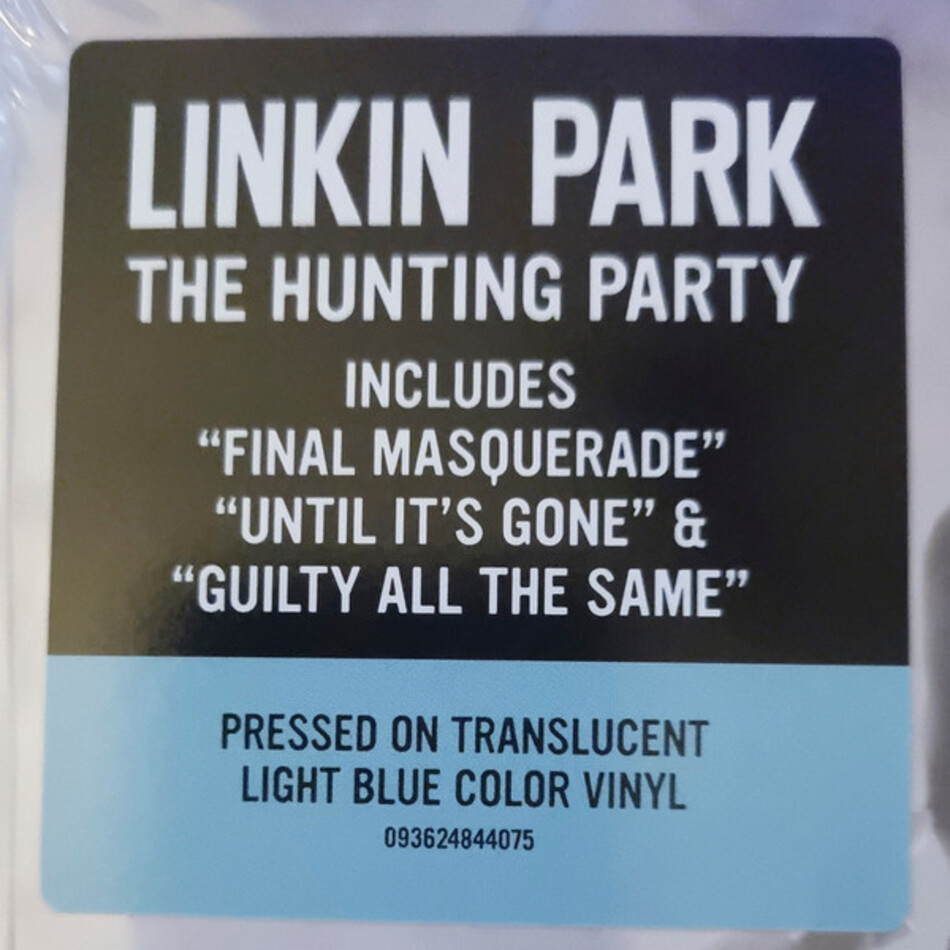 LINKIN PARK
THE HUNTING PARTY
INCLUDES
“FINAL MASQUERADE”
“UNTIL IT’S GONE” &
“GUILTY ALL THE SAME”
PRESSED ON TRANSLUCENT
LIGHT BLUE COLOR VINYL
093624844075